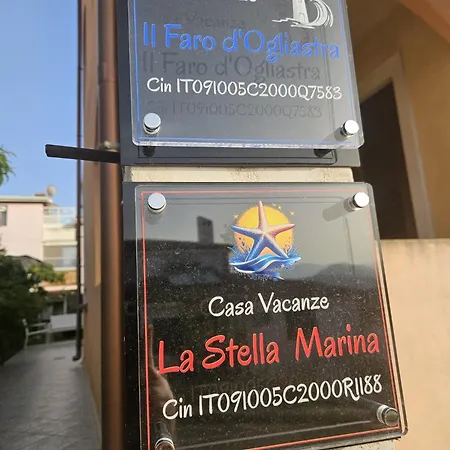 Il Faro d'Ogliastra
Cin IT091005C2000Q7583
Casa Vacanze
La Stella Marina
Cin IT091005C2000R1188